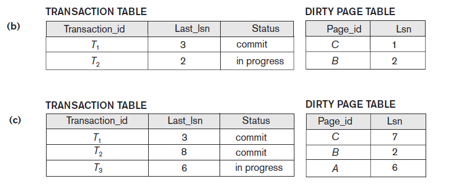 (b)
TRANSACTION TABLE
Transaction_id Last_lsn Status
T1 3 commit
T2 2 in progress
DIRTY PAGE TABLE
Page_id Lsn
C 1
B 2
(c)
TRANSACTION TABLE
Transaction_id Last_lsn Status
T1 3 commit
T2 8 commit
T3 6 in progress
DIRTY PAGE TABLE
Page_id Lsn
C 7
B 2
A 6